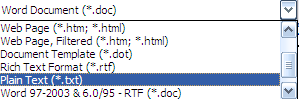 Word Document (*.doc)
Web Page (*.htm; *.html)
Web Page, Filtered (*.htm; *.html)
Document Template (*.dot)
Rich Text Format (*.rtf)
Plain Text (*.txt)
Word 97-2003 & 6.0/95 - RTF (*.doc)